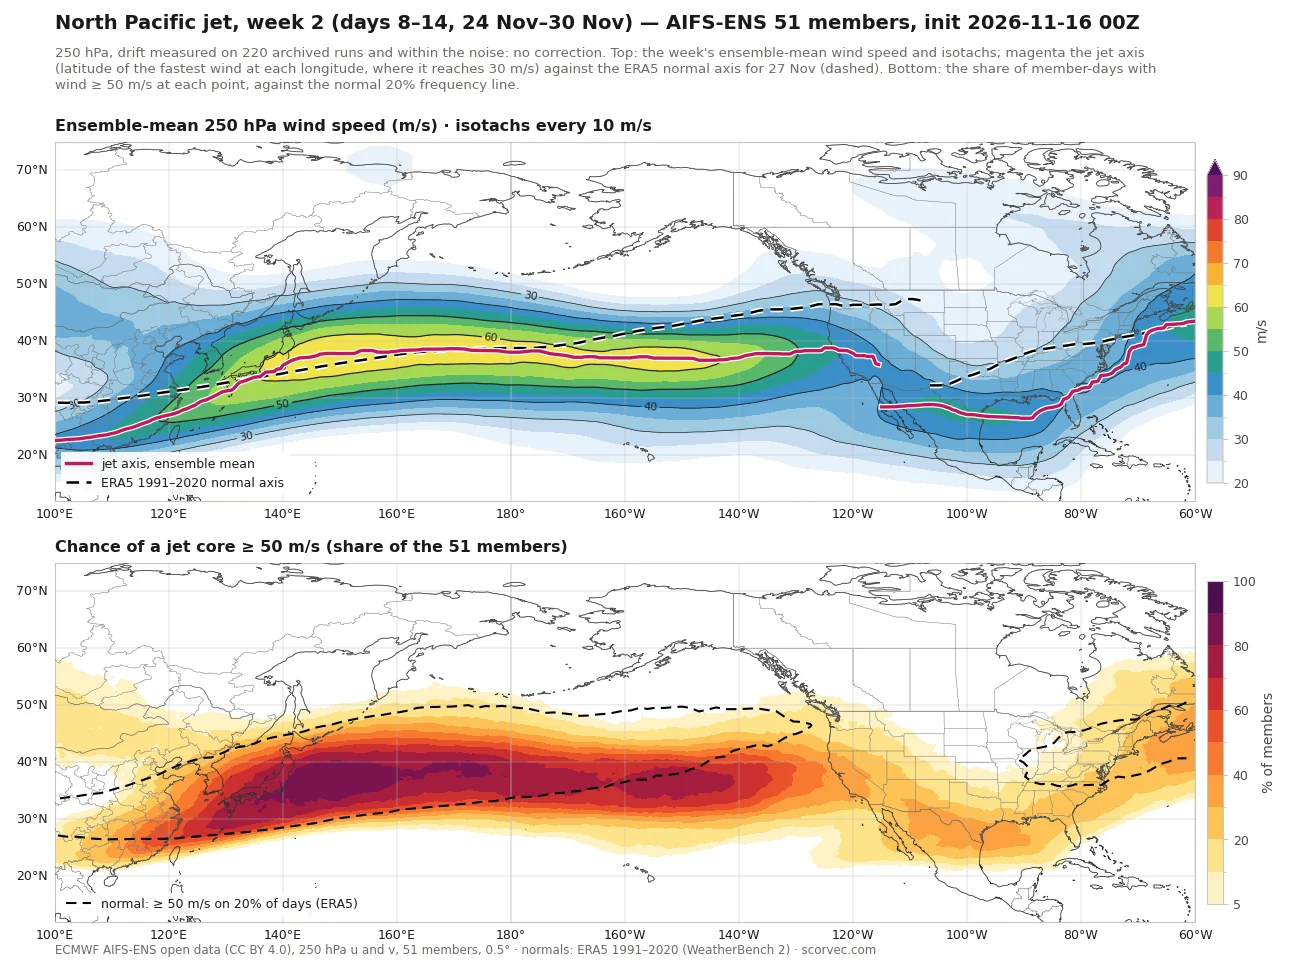 North Pacific jet, week 2 (days 8–14, 24 Nov–30 Nov) — AIFS-ENS 51 members, init 2026-11-16 00Z
250 hPa, drift measured on 220 archived runs and within the noise: no correction. Top: the week's ensemble-mean wind speed and isotachs; magenta the jet axis
(latitude of the fastest wind at each longitude, where it reaches 30 m/s) against the ERA5 normal axis for 27 Nov (dashed). Bottom: the share of member-days with
wind ≥ 50 m/s at each point, against the normal 20% frequency line.
Ensemble-mean 250 hPa wind speed (m/s) · isotachs every 10 m/s
70°N
60°N
50°N
40°N
30°N
20°N
30
60
50
40
30
30
40
jet axis, ensemble mean
ERA5 1991–2020 normal axis
100°E 120°E 140°E 160°E 180° 160°W 140°W 120°W 100°W 80°W 60°W
90
80
70
60
50
40
30
20
m/s
Chance of a jet core ≥ 50 m/s (share of the 51 members)
70°N
60°N
50°N
40°N
30°N
20°N
normal: ≥ 50 m/s on 20% of days (ERA5)
100°E 120°E 140°E 160°E 180° 160°W 140°W 120°W 100°W 80°W 60°W
100
80
60
40
20
5
% of members
ECMWF AIFS-ENS open data (CC BY 4.0), 250 hPa u and v, 51 members, 0.5° · normals: ERA5 1991–2020 (WeatherBench 2) · scorvec.com